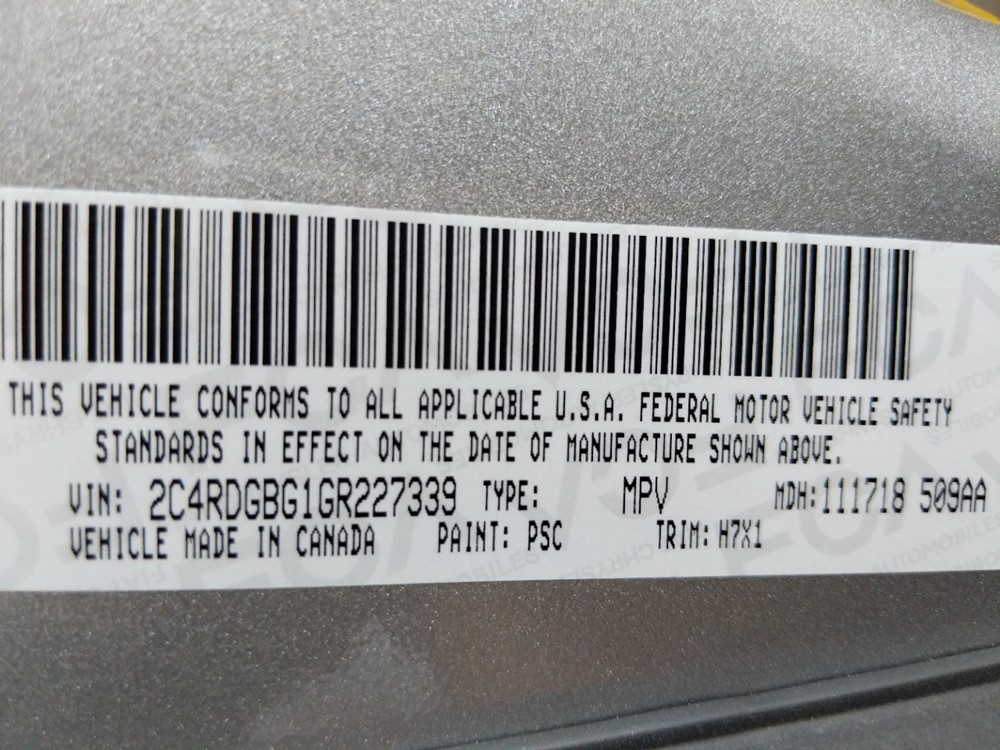 THIS VEHICLE CONFORMS TO ALL APPLICABLE U.S.A. FEDERAL MOTOR VEHICLE SAFETY
STANDARDS IN EFFECT ON THE DATE OF MANUFACTURE SHOWN ABOVE.
VIN: 2C4RDGBG1GR227339 TYPE: MPV MDH:111718 509AA
VEHICLE MADE IN CANADA PAINT: PSC TRIM: H7X1